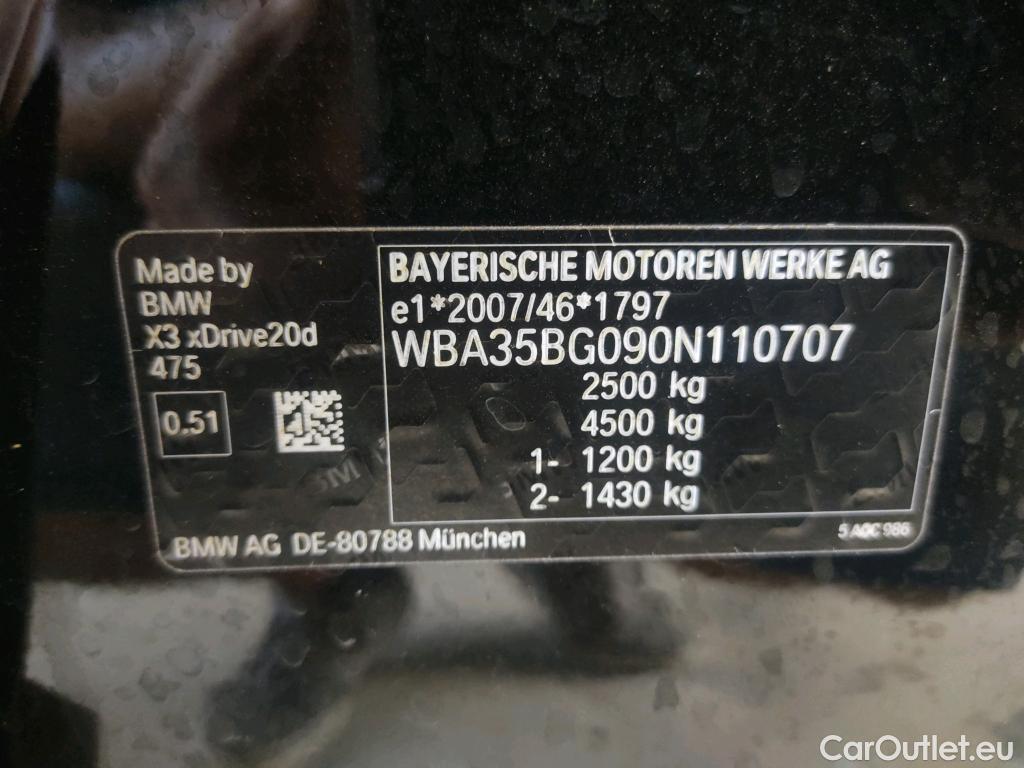 Made by
BMW
X3 xDrive20d
475
0.51
BAYERISCHE MOTOREN WERKE AG
e1*2007/46*1797
WBA35BG090N110707
2500 kg
4500 kg
1- 1200 kg
2- 1430 kg
BMW AG DE-80788 München
5 A0C 986
CarOutlet.eu